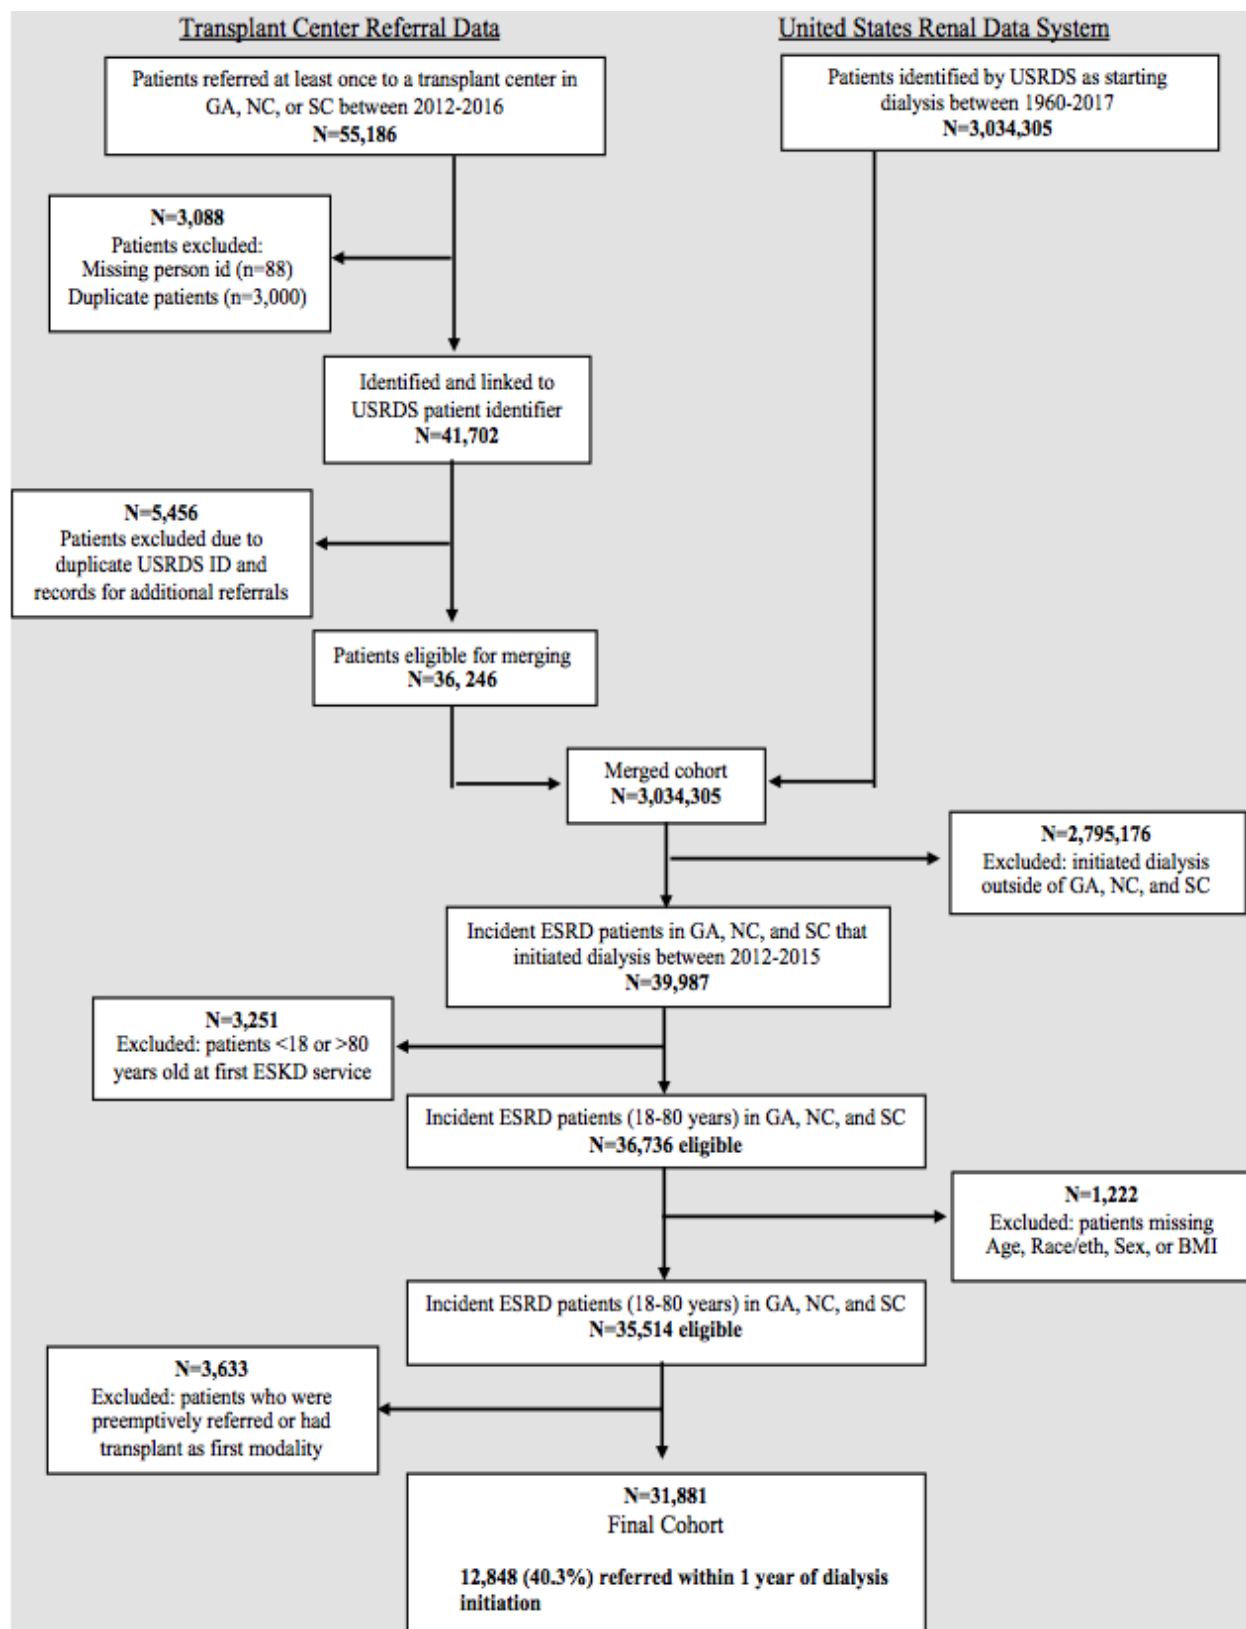 Transplant Center Referral Data
United States Renal Data System
Patients referred at least once to a transplant center in
GA, NC, or SC between 2012-2016
N=55,186
Patients identified by USRDS as starting
dialysis between 1960-2017
N=3,034,305
N=3,088
Patients excluded:
Missing person id (n=88)
Duplicate patients (n=3,000)
Identified and linked to
USRDS patient identifier
N=41,702
N=5,456
Patients excluded due to
duplicate USRDS ID and
records for additional referrals
Patients eligible for merging
N=36, 246
Merged cohort
N=3,034,305
N=2,795,176
Excluded: initiated dialysis
outside of GA, NC, and SC
Incident ESRD patients in GA, NC, and SC that
initiated dialysis between 2012-2015
N=39,987
N=3,251
Excluded: patients <18 or >80
years old at first ESKD service
Incident ESRD patients (18-80 years) in GA, NC, and SC
N=36,736 eligible
N=1,222
Excluded: patients missing
Age, Race/eth, Sex, or BMI
Incident ESRD patients (18-80 years) in GA, NC, and SC
N=35,514 eligible
N=3,633
Excluded: patients who were
preemptively referred or had
transplant as first modality
N=31,881
Final Cohort
12,848 (40.3%) referred within 1 year of dialysis
initiation